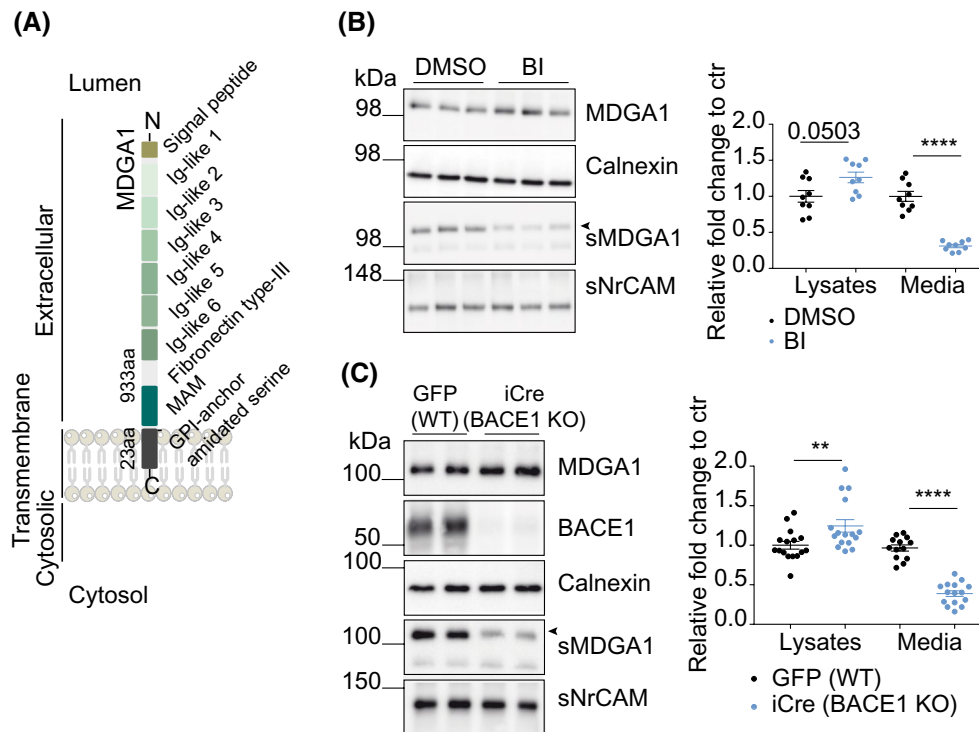 (A)
Lumen
Extracellular
Transmembrane
Cytosolic
MDGA1
933aa
23aa
N
Signal peptide
Ig-like 1
Ig-like 2
Ig-like 3
Ig-like 4
Ig-like 5
Ig-like 6
Fibronectin type-III
MAM
GPI-anchor
amidated serine
C
Cytosol
(B)
kDa
DMSO BI
98
MDGA1
98
Calnexin
98
sMDGA1
148
sNrCAM
Relative fold change to ctr
2.0
1.5
1.0
0.5
0.0
0.0503
****
Lysates Media
DMSO
BI
(C)
GFP iCre
(WT) (BACE1 KO)
kDa
100
MDGA1
50
BACE1
100
Calnexin
100
sMDGA1
150
sNrCAM
Relative fold change to ctr
2.0
1.5
1.0
0.5
0.0
**
****
Lysates Media
GFP (WT)
iCre (BACE1 KO)